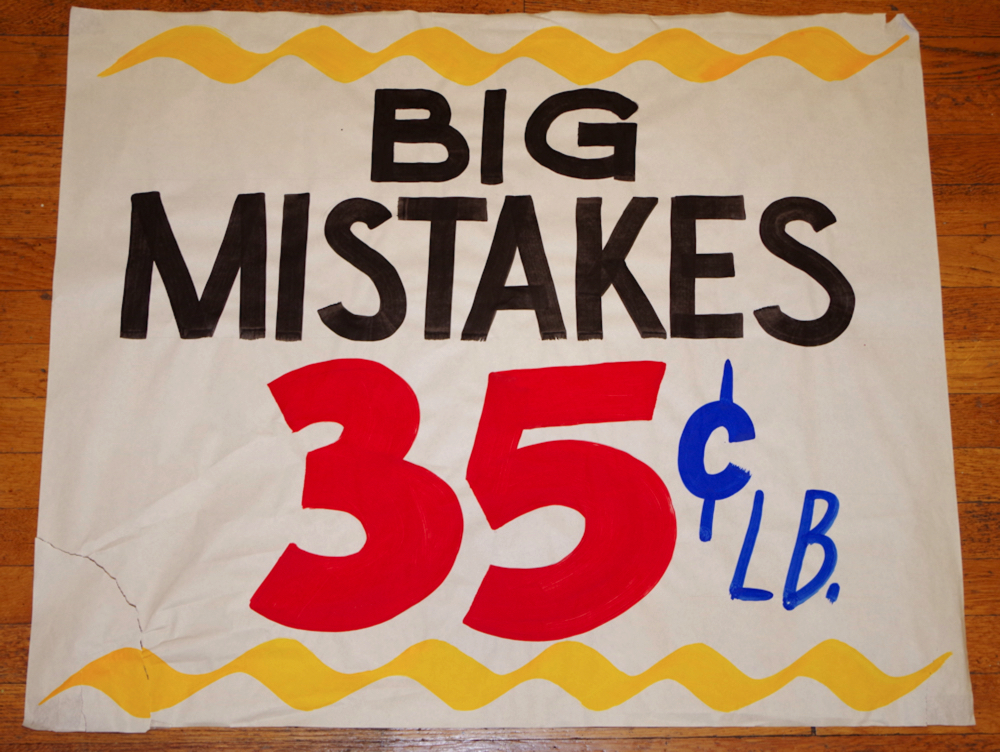 BIG
MISTAKES
35¢ LB.